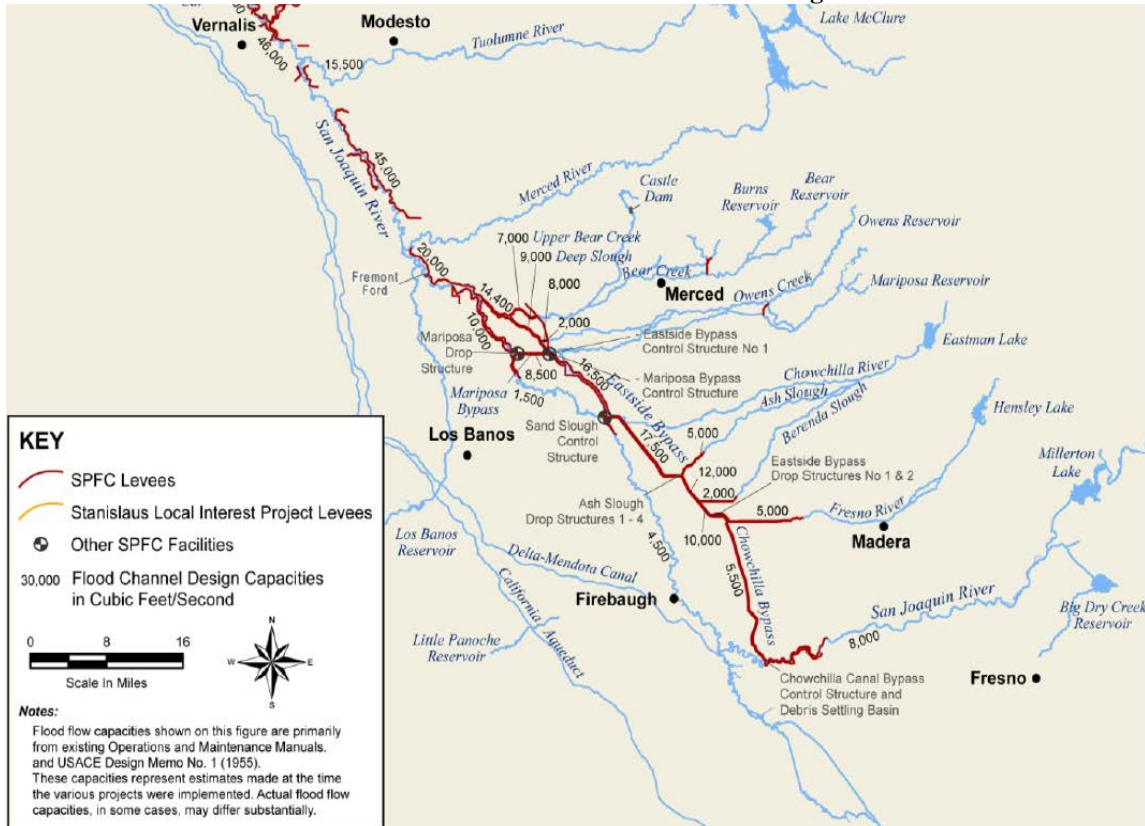 Vernalis
Modesto
46,000
15,500
Tuolumne River
Lake McClure
San Joaquin River
45,000
Merced River
Castle
Dam
Burns
Reservoir
Bear
Reservoir
Owens Reservoir
7,000
Upper Bear Creek
9,000
Deep Slough
Bear Creek
20,000
Fremont
Ford
8,000
Merced
Owens Creek
Mariposa Reservoir
14,400
2,000
10,000
Mariposa
Drop
Structure
Eastside Bypass
Control Structure No 1
Eastman Lake
8,500
16,500
Mariposa Bypass
Control Structure
Chowchilla River
Mariposa
Bypass
1,500
Eastside Bypass
Ash Slough
Berenda Slough
Hensley Lake
Los Banos
Sand Slough
Control
Structure
17,500
5,000
Millerton
Lake
12,000
Eastside Bypass
Drop Structures No 1 & 2
2,000
Ash Slough
Drop Structures 1 - 4
5,000
Fresno River
10,000
Madera
Los Banos
Reservoir
Delta-Mendota Canal
4,500
Chowchilla Bypass
5,500
California Aqueduct
Firebaugh
San Joaquin River
8,000
Big Dry Creek
Reservoir
Little Panoche
Reservoir
Chowchilla Canal Bypass
Control Structure and
Debris Settling Basin
Fresno
KEY
SPFC Levees
Stanislaus Local Interest Project Levees
Other SPFC Facilities
30,000 Flood Channel Design Capacities
in Cubic Feet/Second
0 8 16
Scale In Miles
N
W E
S
Notes:
Flood flow capacities shown on this figure are primarily
from existing Operations and Maintenance Manuals.
and USACE Design Memo No. 1 (1955).
These capacities represent estimates made at the time
the various projects were implemented. Actual flood flow
capacities, in some cases, may differ substantially.